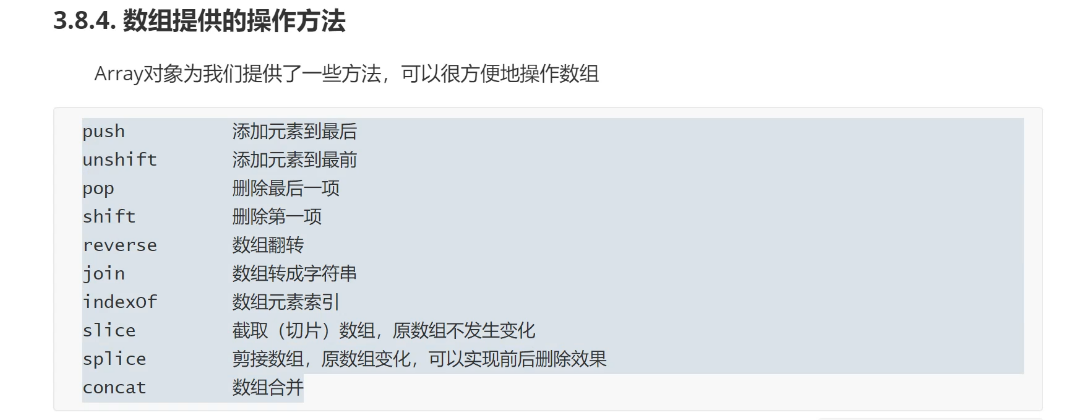 3.8.4. 数组提供的操作方法
Array对象为我们提供了一些方法，可以很方便地操作数组
push 添加元素到最后
unshift 添加元素到最前
pop 删除最后一项
shift 删除第一项
reverse 数组翻转
join 数组转成字符串
indexOf 数组元素索引
slice 截取（切片）数组，原数组不发生变化
splice 剪接数组，原数组变化，可以实现前后删除效果
concat 数组合并